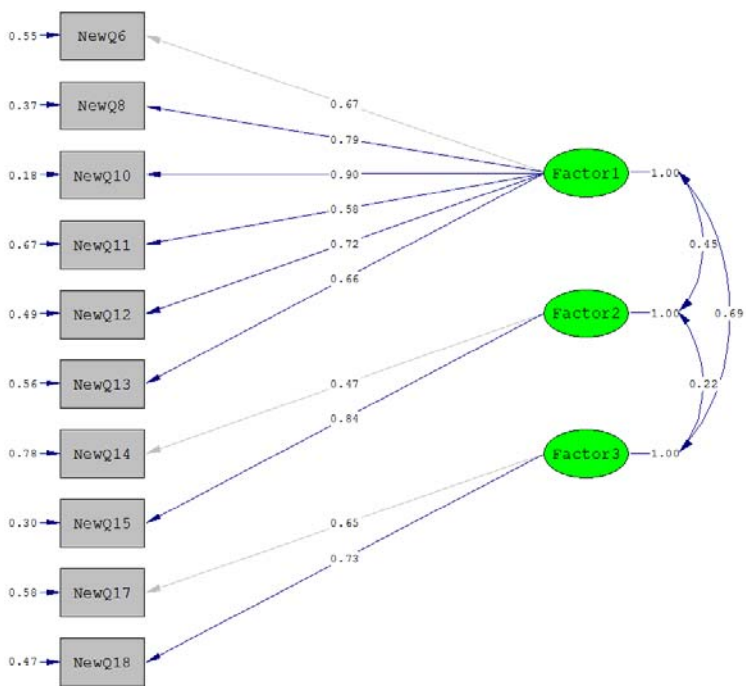 0.55 NewQ6
0.67
0.37 NewQ8
0.79
Factor1 1.00
0.18 NewQ10
0.90
0.58
0.67 NewQ11
0.72
0.45
0.66
0.49 NewQ12
Factor2 1.00 0.69
0.56 NewQ13
0.47
0.22
0.84
0.78 NewQ14
Factor3 1.00
0.30 NewQ15
0.65
0.73
0.58 NewQ17
0.47 NewQ18